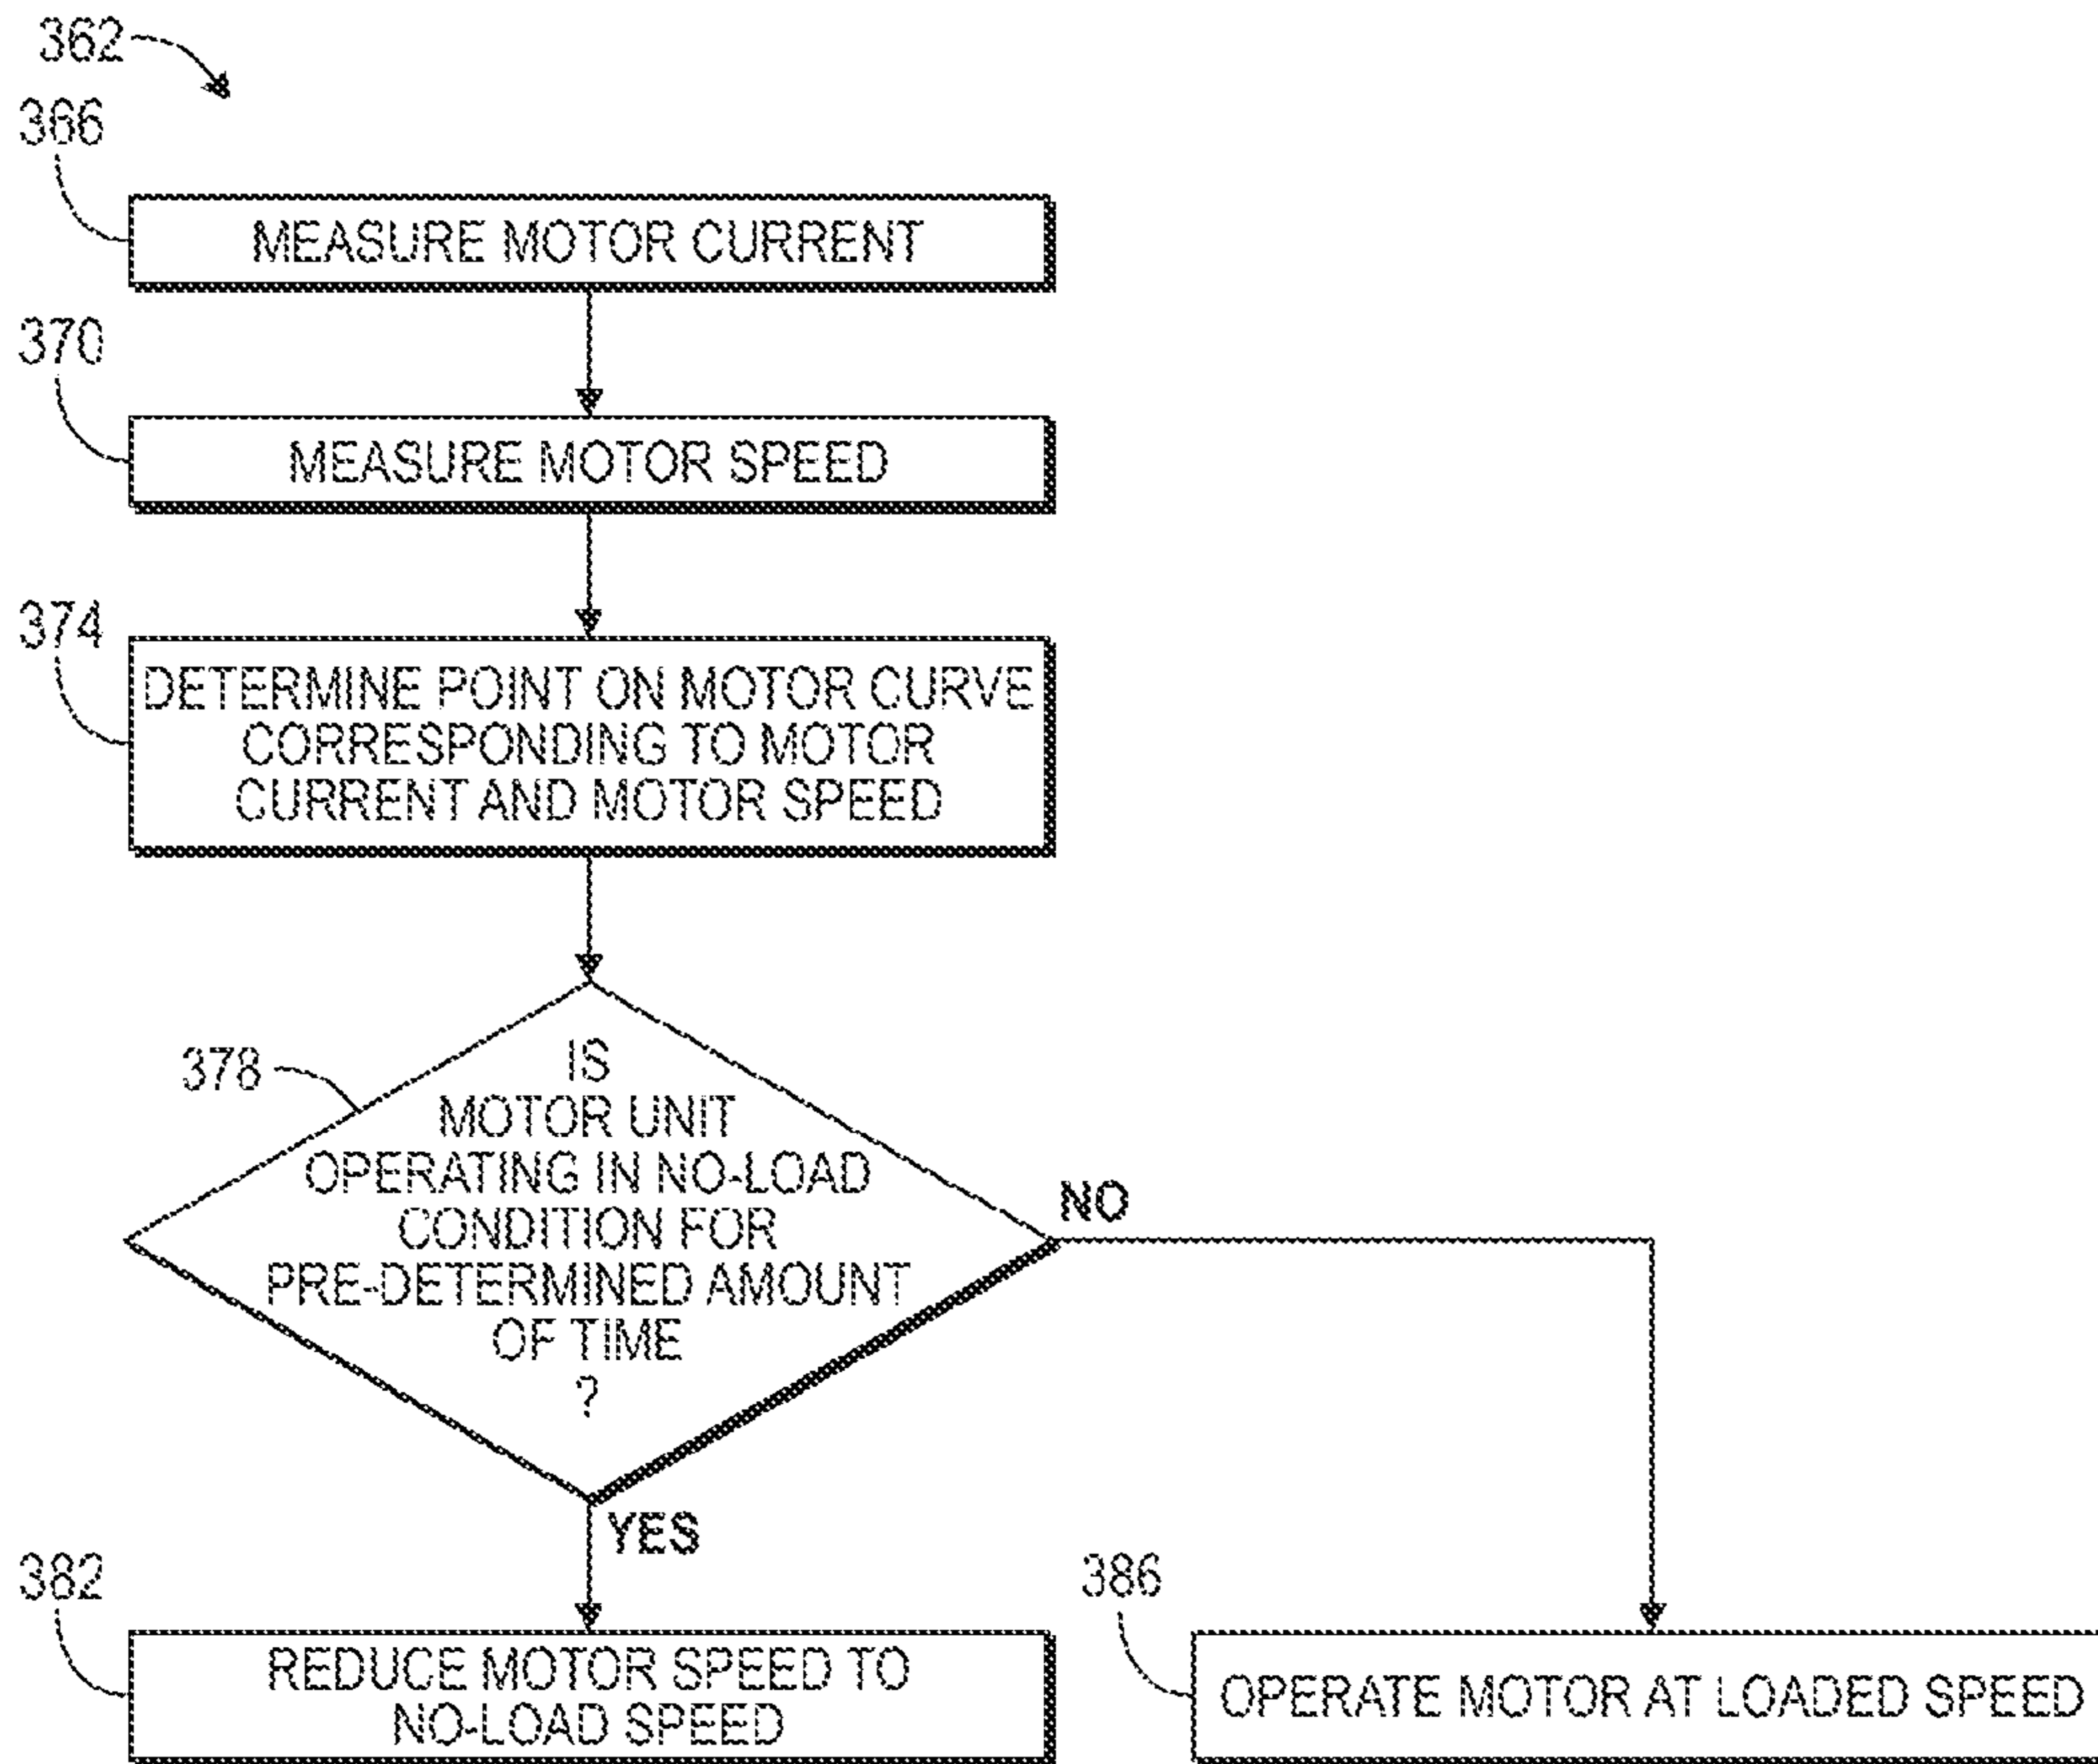 362
366
MEASURE MOTOR CURRENT
370
MEASURE MOTOR SPEED
374
DETERMINE POINT ON MOTOR CURVE
CORRESPONDING TO MOTOR
CURRENT AND MOTOR SPEED
378
IS
MOTOR UNIT
OPERATING IN NO-LOAD
CONDITION FOR
PRE-DETERMINED AMOUNT
OF TIME
?
NO
YES
382
REDUCE MOTOR SPEED TO
NO-LOAD SPEED
386
OPERATE MOTOR AT LOADED SPEED